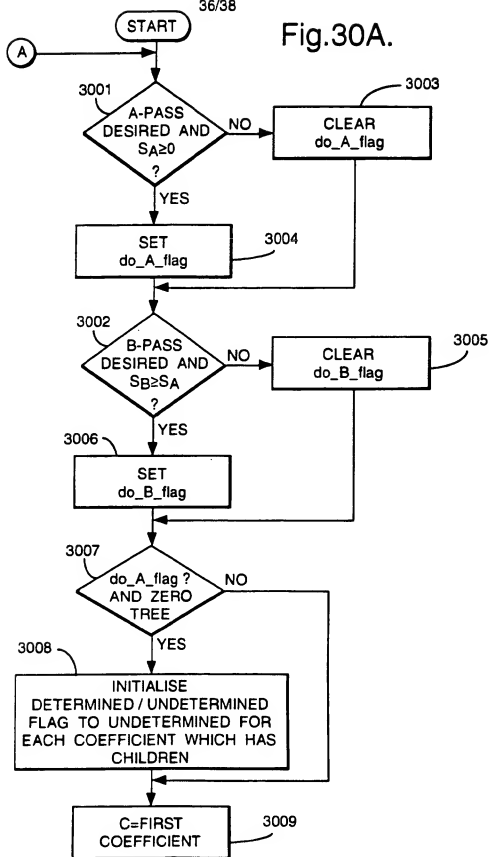 36/38
START
Fig.30A.
A
3001
3003
A-PASS
DESIRED AND
SA≥0
?
NO
CLEAR
do_A_flag
YES
SET
do_A_flag
3004
3002
B-PASS
DESIRED AND
SB≥SA
?
NO
CLEAR
do_B_flag
3005
YES
3006
SET
do_B_flag
3007
do_A_flag ?
AND ZERO
TREE
NO
YES
3008
INITIALISE
DETERMINED / UNDETERMINED
FLAG TO UNDETERMINED FOR
EACH COEFFICIENT WHICH HAS
CHILDREN
C=FIRST
COEFFICIENT
3009